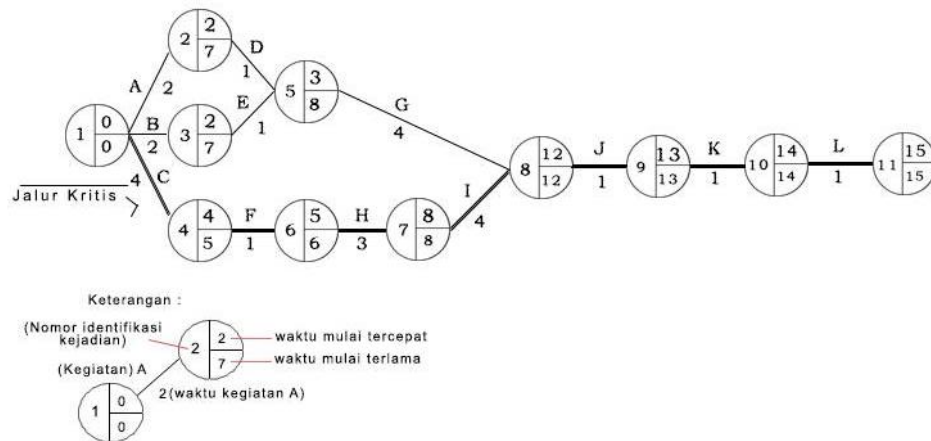 2 2 7
D
1
A
2
5 3 8
E
1
G
4
1 0 0
B
2
3 2 7
C
4
Jalur Kritis
4 4 5
F
1
6 5 6
H
3
7 8 8
I
4
8 12 12
J
1
9 13 13
K
1
10 14 14
L
1
11 15 15
Keterangan :
(Nomor identifikasi
kejadian)
2 2 7
waktu mulai tercepat
waktu mulai terlama
(Kegiatan) A
2(waktu kegiatan A)
1 0 0